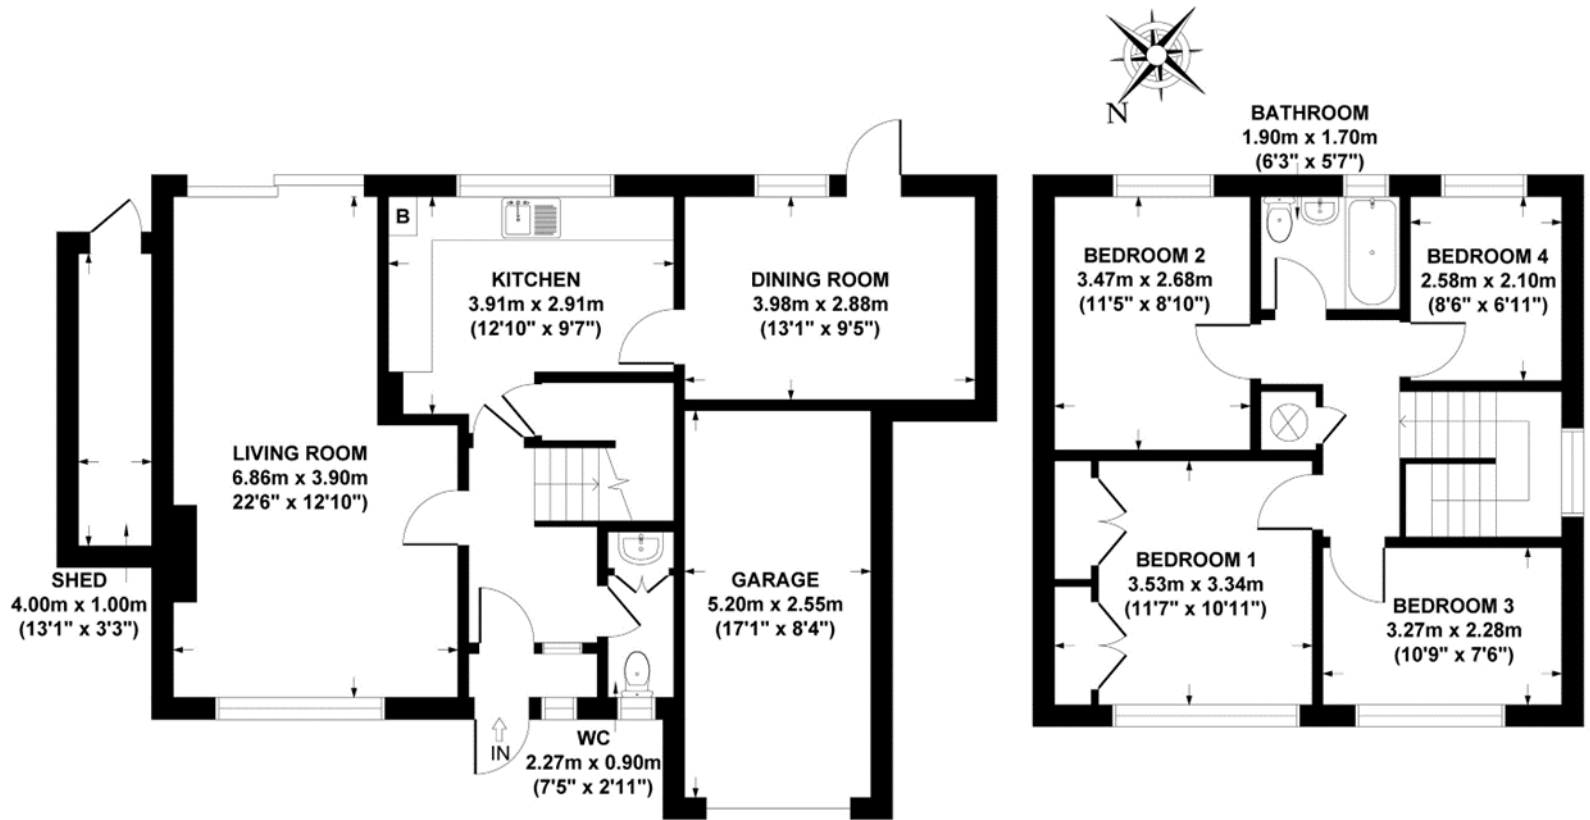 N
BATHROOM
1.90m x 1.70m
(6'3" x 5'7")
B
KITCHEN
3.91m x 2.91m
(12'10" x 9'7")
DINING ROOM
3.98m x 2.88m
(13'1" x 9'5")
BEDROOM 2
3.47m x 2.68m
(11'5" x 8'10")
BEDROOM 4
2.58m x 2.10m
(8'6" x 6'11")
LIVING ROOM
6.86m x 3.90m
22'6" x 12'10")
SHED
4.00m x 1.00m
(13'1" x 3'3")
GARAGE
5.20m x 2.55m
(17'1" x 8'4")
BEDROOM 1
3.53m x 3.34m
(11'7" x 10'11")
BEDROOM 3
3.27m x 2.28m
(10'9" x 7'6")
IN
WC
2.27m x 0.90m
(7'5" x 2'11")